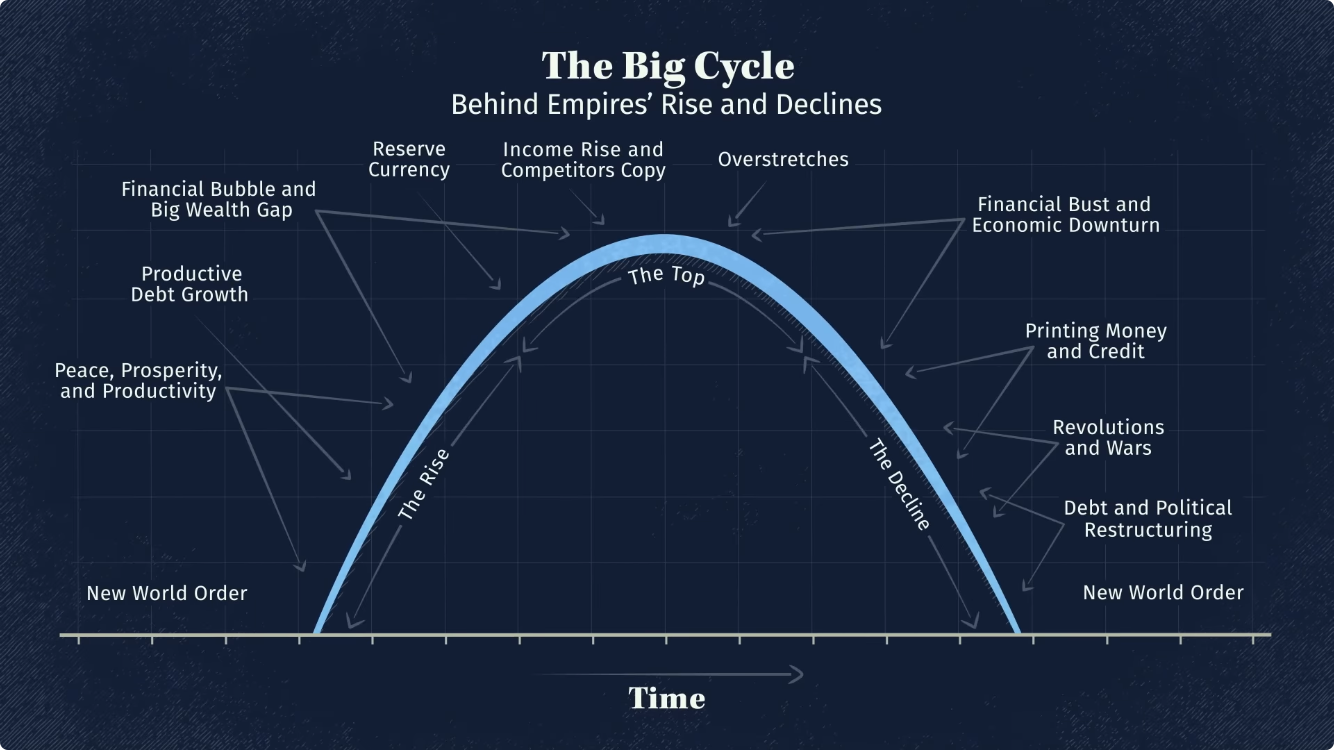 The Big Cycle
Behind Empires’ Rise and Declines
Reserve
Currency
Income Rise and
Competitors Copy
Overstretches
Financial Bubble and
Big Wealth Gap
Financial Bust and
Economic Downturn
Productive
Debt Growth
The Top
Printing Money
and Credit
Peace, Prosperity,
and Productivity
Revolutions
and Wars
The Rise
The Decline
Debt and Political
Restructuring
New World Order
New World Order
Time